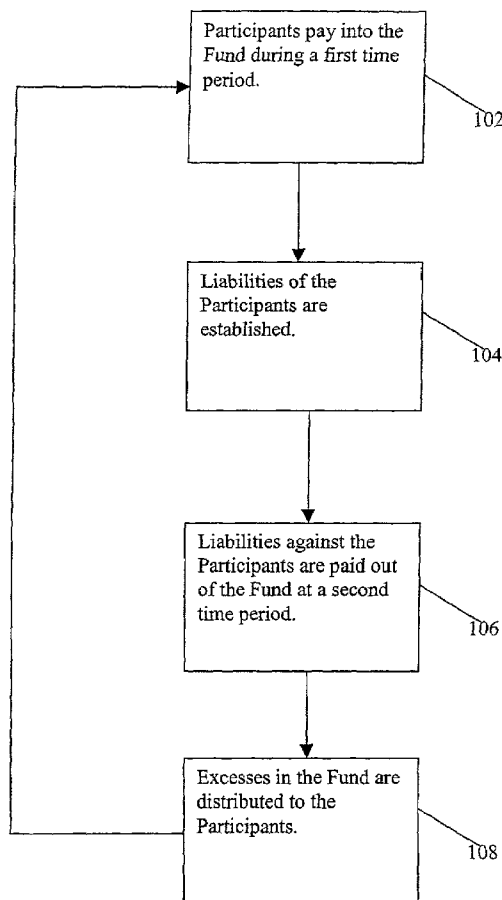 Participants pay into the
Fund during a first time
period.
102
Liabilities of the
Participants are
established.
104
Liabilities against the
Participants are paid out
of the Fund at a second
time period.
106
Excesses in the Fund are
distributed to the
Participants.
108